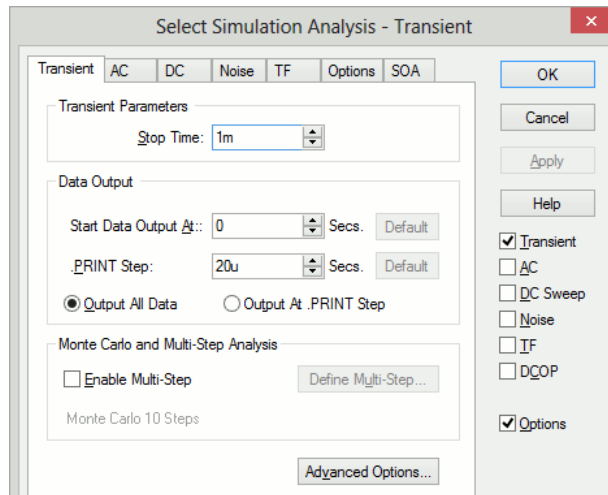 Select Simulation Analysis - Transient
Transient AC DC Noise TF Options SOA
Transient Parameters
Stop Time: 1m
Data Output
Start Data Output At:: 0 Secs. Default
.PRINT Step: 20u Secs. Default
Output All Data Output At .PRINT Step
Monte Carlo and Multi-Step Analysis
Enable Multi-Step Define Multi-Step...
Monte Carlo 10 Steps
Advanced Options...
OK
Cancel
Apply
Help
Transient
AC
DC Sweep
Noise
TF
DCOP
Options